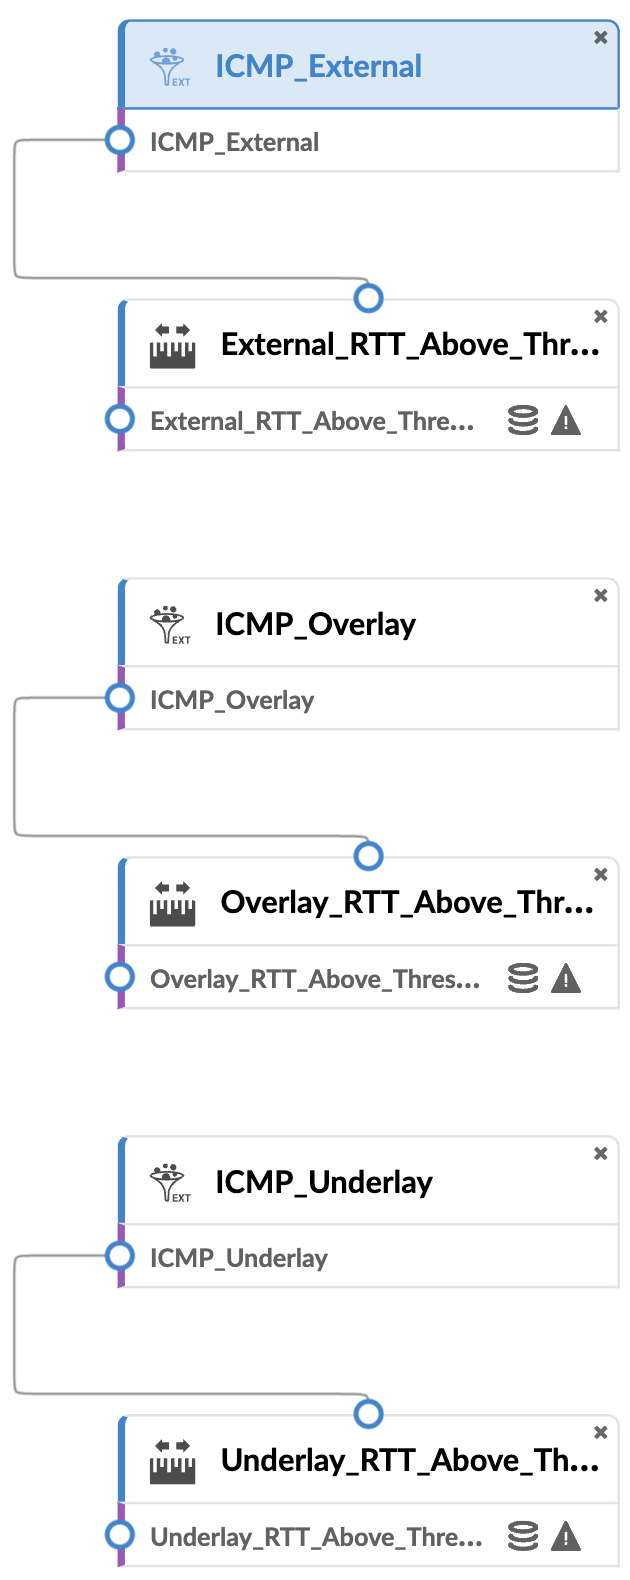 EXT ICMP_External
ICMP_External
External_RTT_Above_Thr...
External_RTT_Above_Thre...
EXT ICMP_Overlay
ICMP_Overlay
Overlay_RTT_Above_Thr...
Overlay_RTT_Above_Thres...
EXT ICMP_Underlay
ICMP_Underlay
Underlay_RTT_Above_Th...
Underlay_RTT_Above_Thre...